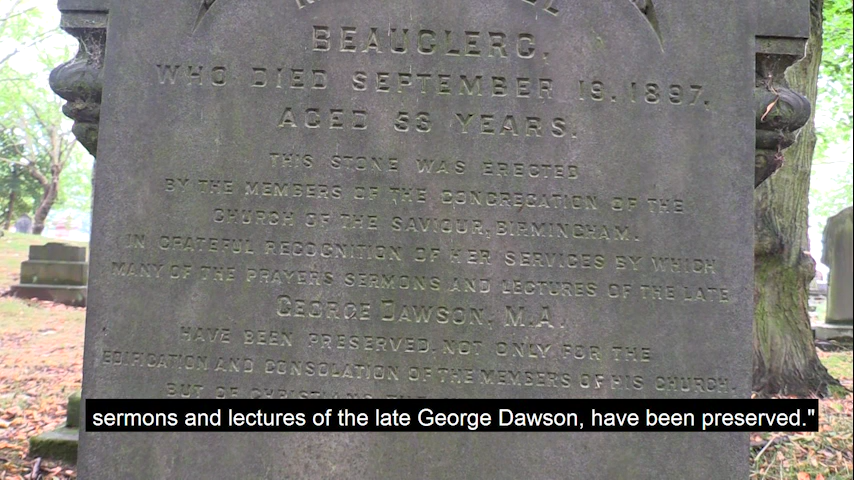 BEAUCLERC,
WHO DIED SEPTEMBER 19, 1897,
AGED 53 YEARS.
THIS STONE WAS ERECTED
BY THE MEMBERS OF THE CONGREGATION OF THE
CHURCH OF THE SAVIOUR, BIRMINGHAM,
IN GRATEFUL RECOGNITION OF HER SERVICES BY WHICH
MANY OF THE PRAYERS SERMONS AND LECTURES OF THE LATE
GEORGE DAWSON, M.A.
HAVE BEEN PRESERVED, NOT ONLY FOR THE
EDIFICATION AND CONSOLATION OF THE MEMBERS OF HIS CHURCH,
BUT OF CHRISTIANS
sermons and lectures of the late George Dawson, have been preserved."